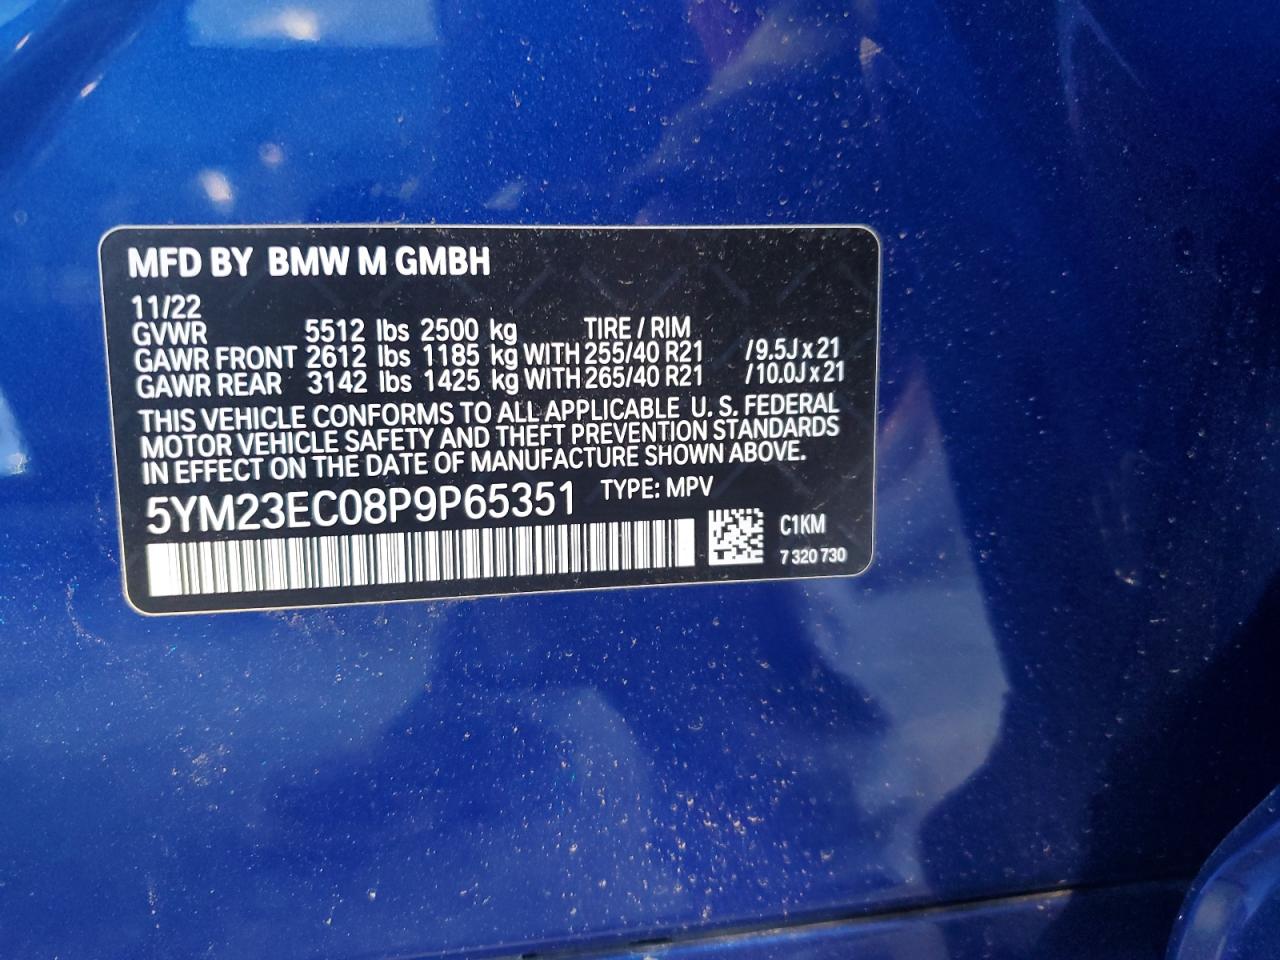 MFD BY BMW M GMBH
11/22
GVWR 5512 lbs 2500 kg TIRE / RIM
GAWR FRONT 2612 lbs 1185 kg WITH 255/40 R21 /9.5J x 21
GAWR REAR 3142 lbs 1425 kg WITH 265/40 R21 /10.0J x 21
THIS VEHICLE CONFORMS TO ALL APPLICABLE U. S. FEDERAL
MOTOR VEHICLE SAFETY AND THEFT PREVENTION STANDARDS
IN EFFECT ON THE DATE OF MANUFACTURE SHOWN ABOVE.
5YM23EC08P9P65351 TYPE: MPV
C1KM
7 320 730